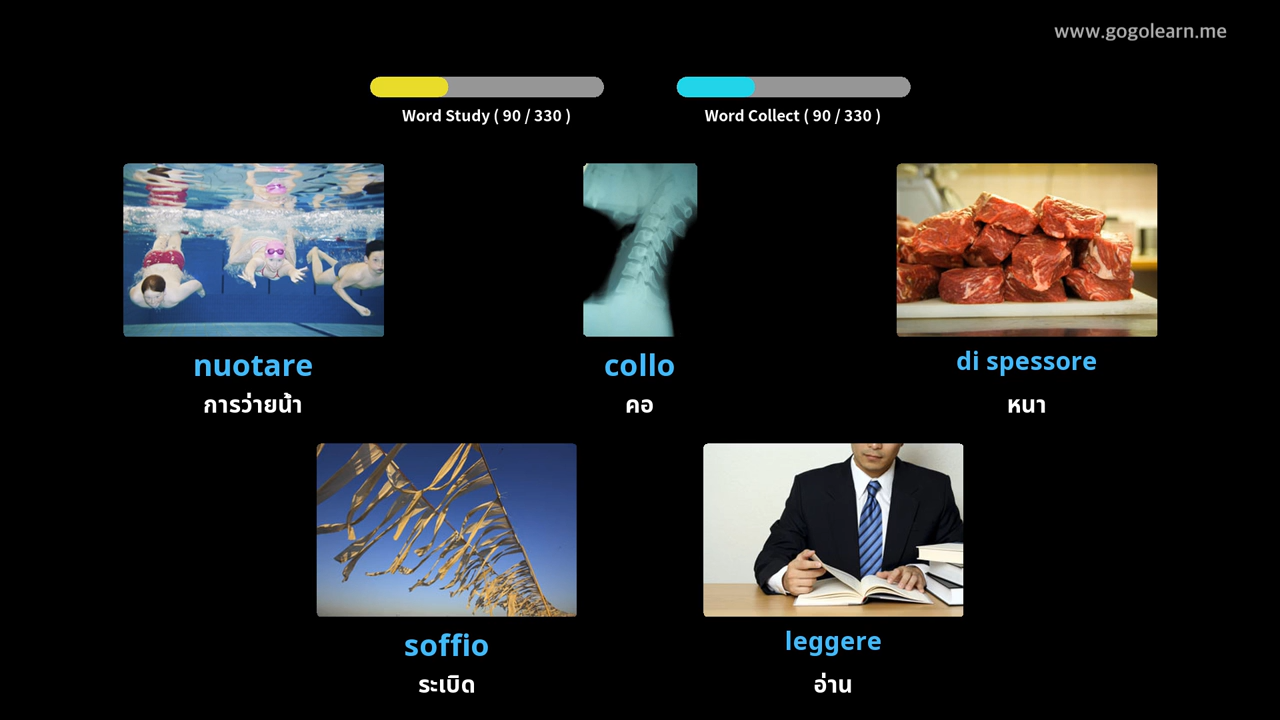 www.gogolearn.me
Word Study ( 90 / 330 )
Word Collect ( 90 / 330 )
nuotare
การว่ายน้ำ
collo
คอ
di spessore
หนา
soffio
ระเบิด
leggere
อ่าน